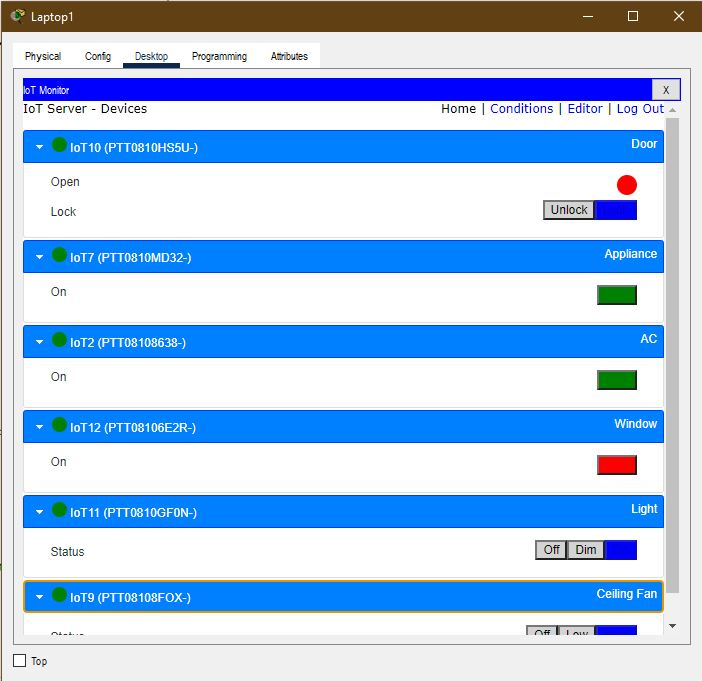 Laptop1
Physical Config Desktop Programming Attributes
IoT Monitor X
IoT Server - Devices Home | Conditions | Editor | Log Out
IoT10 (PTT0810HS5U-) Door
Open
Lock Unlock
IoT7 (PTT0810MD32-) Appliance
On
IoT2 (PTT08108638-) AC
On
IoT12 (PTT08106E2R-) Window
On
IoT11 (PTT0810GF0N-) Light
Status Off Dim
IoT9 (PTT08108FOX-) Ceiling Fan
Status Off Low
Top